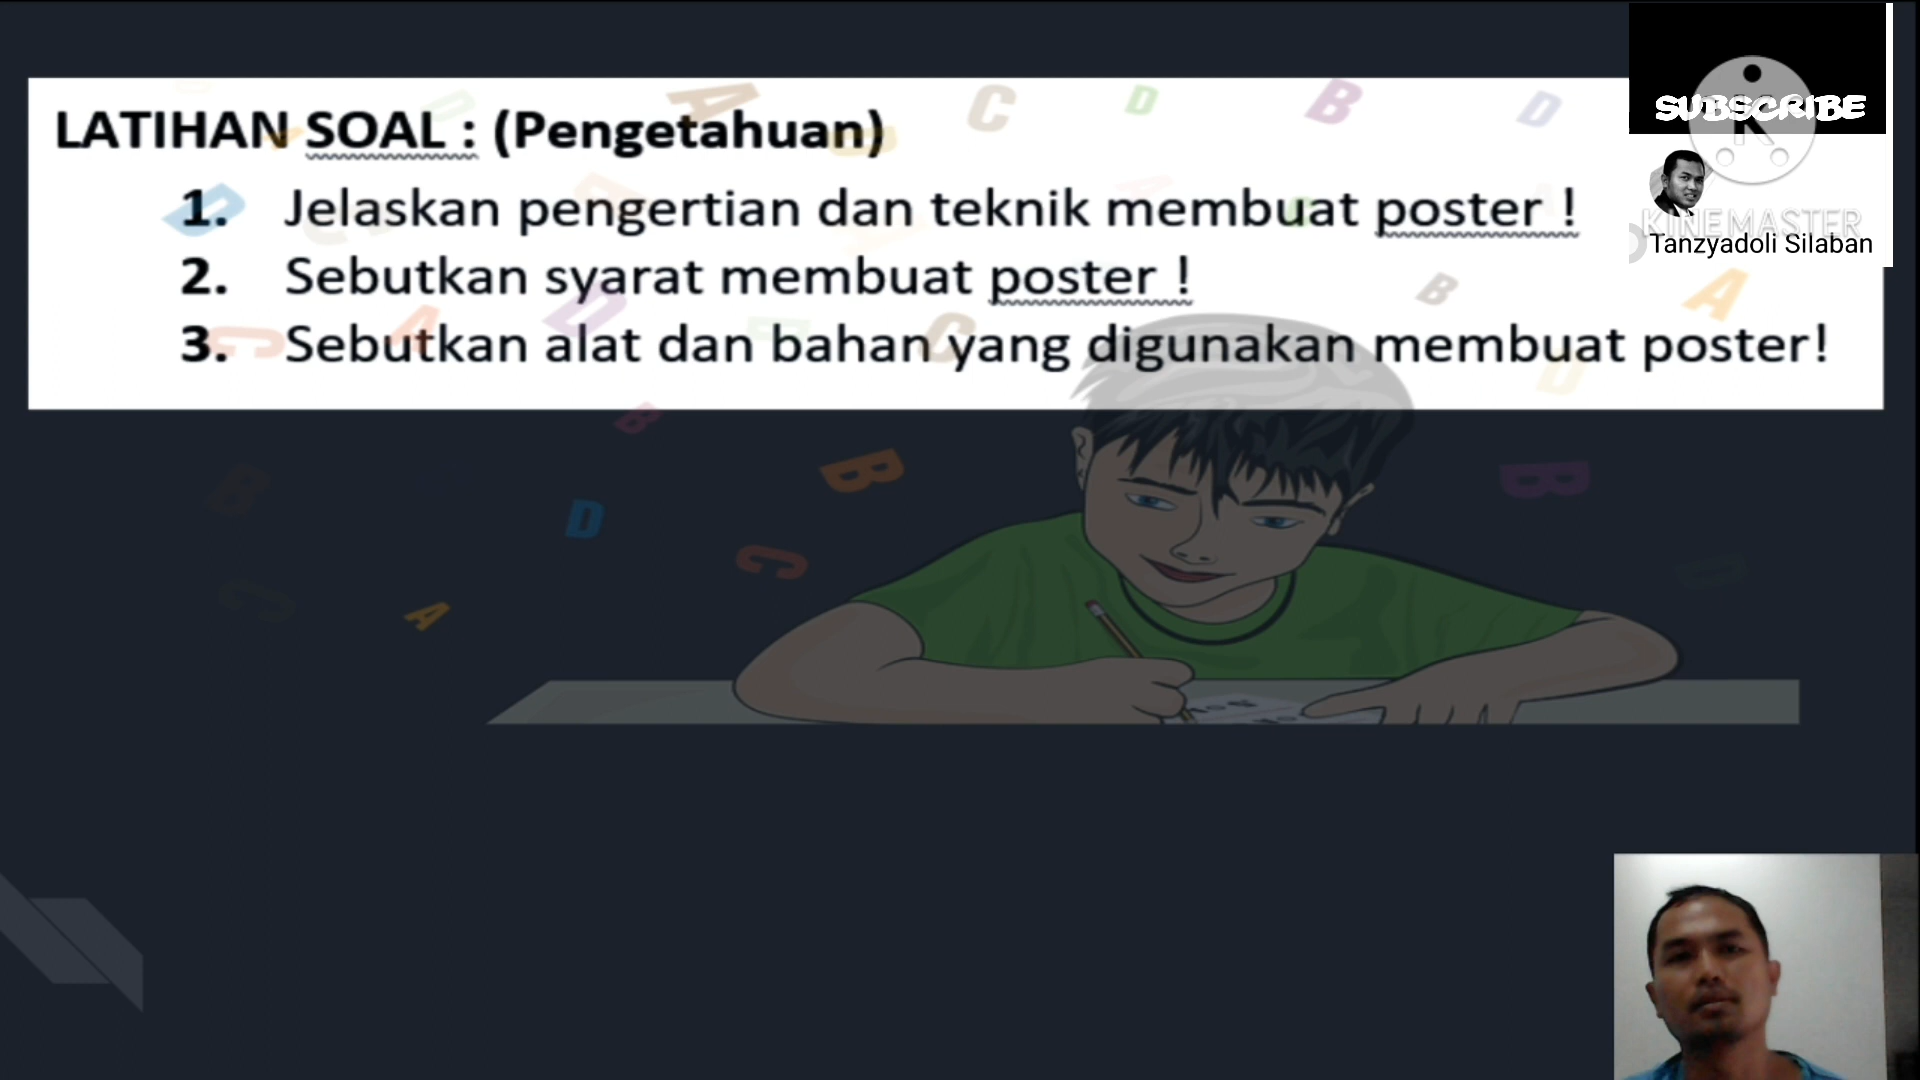 LATIHAN SOAL : (Pengetahuan)
1. Jelaskan pengertian dan teknik membuat poster !
2. Sebutkan syarat membuat poster !
3. Sebutkan alat dan bahan yang digunakan membuat poster!
SUBSCRIBE
KINEMASTER
Tanzyadoli Silaban